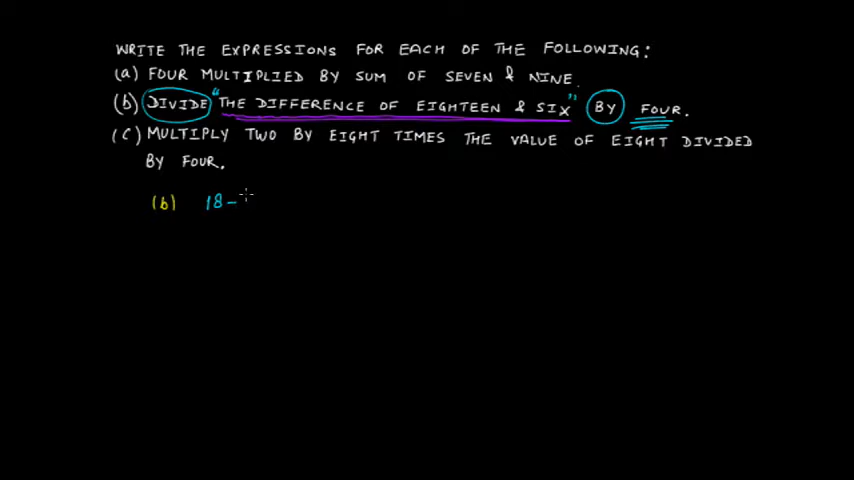 WRITE THE EXPRESSIONS FOR EACH OF THE FOLLOWING:
(a) FOUR MULTIPLIED BY SUM OF SEVEN & NINE.
(b) DIVIDE "THE DIFFERENCE OF EIGHTEEN & SIX" BY FOUR.
(c) MULTIPLY TWO BY EIGHT TIMES THE VALUE OF EIGHT DIVIDED
BY FOUR.
(b) 18-